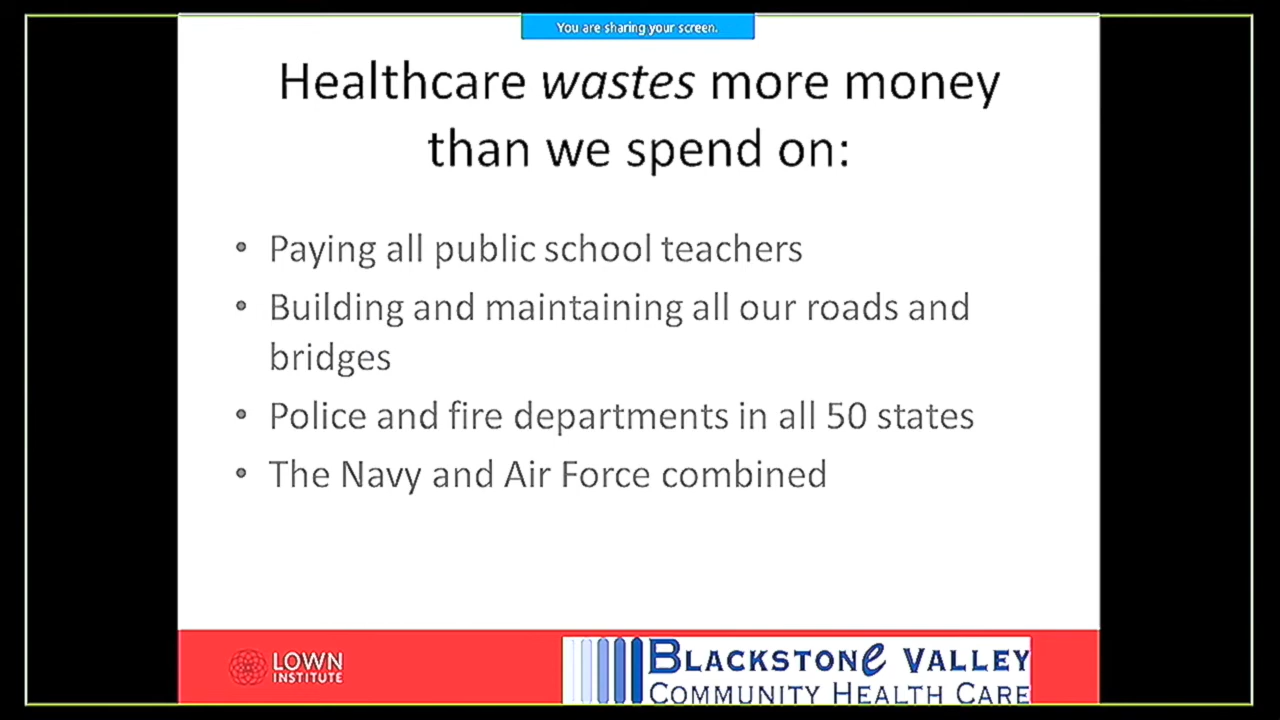 You are sharing your screen.
Healthcare wastes more money
than we spend on:
• Paying all public school teachers
• Building and maintaining all our roads and
bridges
• Police and fire departments in all 50 states
• The Navy and Air Force combined
LOWN
INSTITUTE
BLACKSTONE VALLEY
COMMUNITY HEALTH CARE